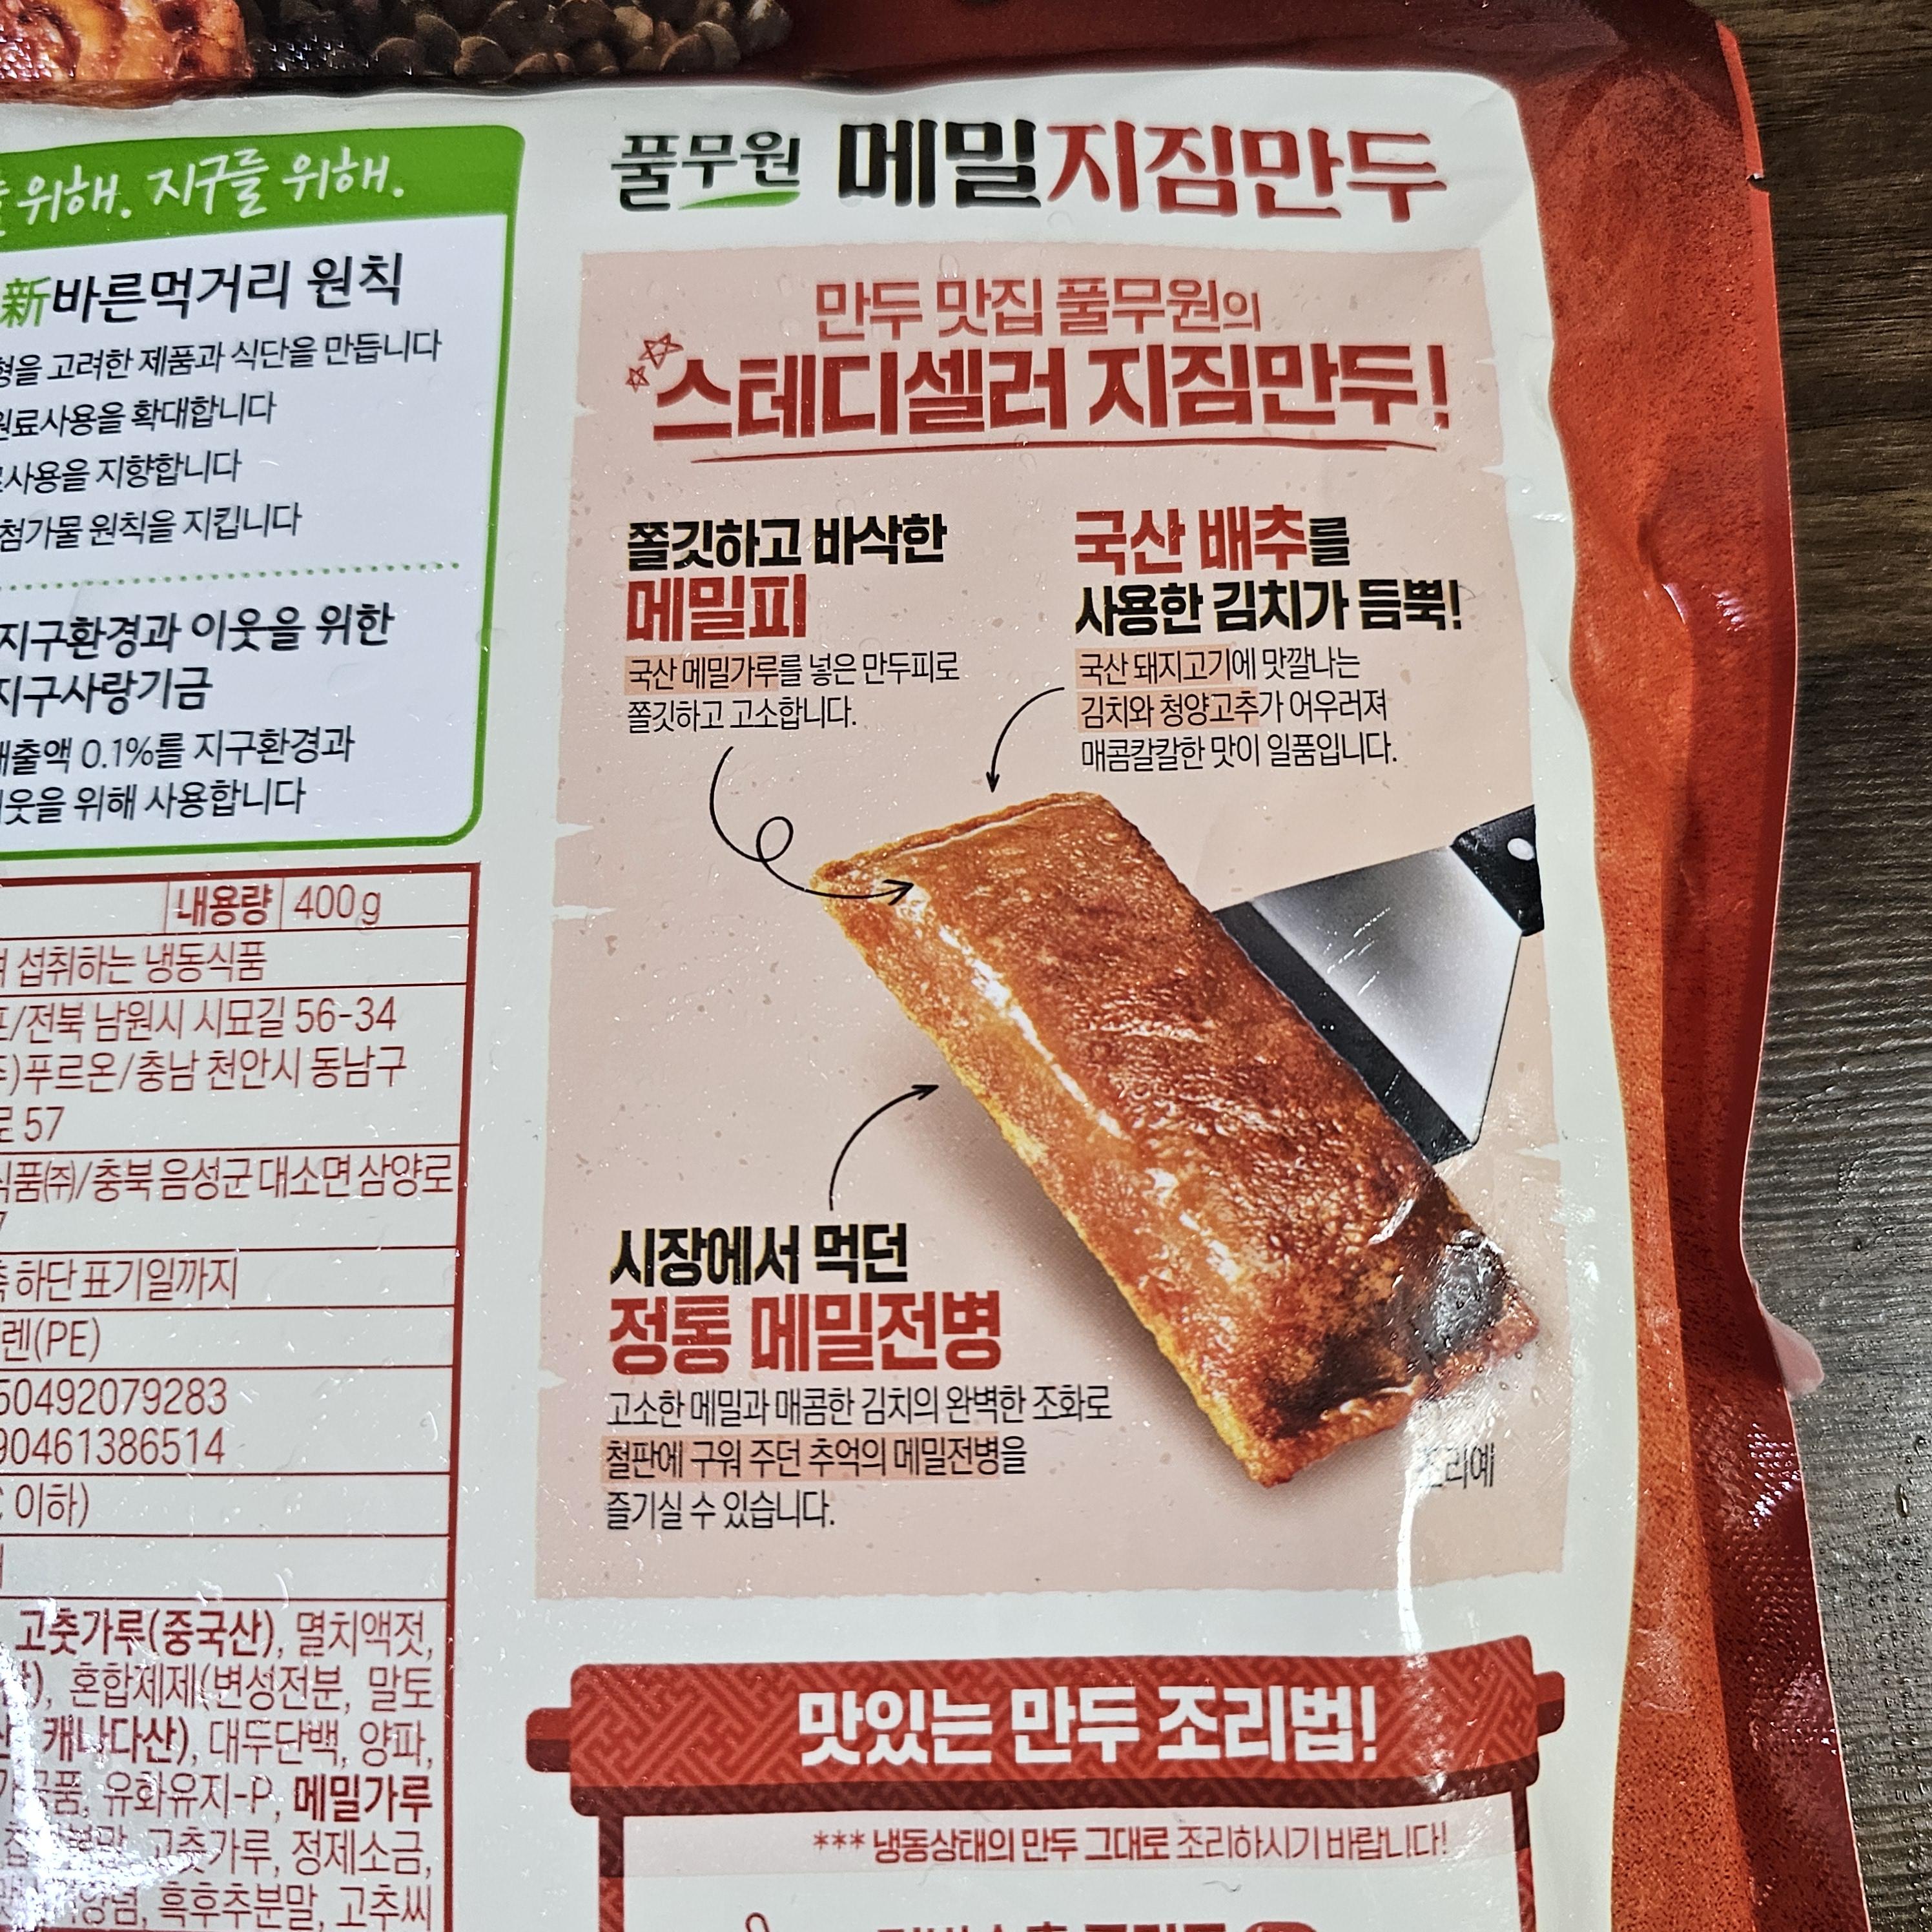 위해. 지구를 위해.
新바른먹거리 원칙
형을 고려한 제품과 식단을 만듭니다
원료사용을 확대합니다
사용을 지향합니다
첨가물 원칙을 지킵니다
지구환경과 이웃을 위한
지구사랑기금
매출액 0.1%를 지구환경과
이웃을 위해 사용합니다
내용량 400g
섭취하는 냉동식품
/전북 남원시 시묘길 56-34
)푸르온/충남 천안시 동남구
로 57
식품㈜/충북 음성군 대소면 삼양로
하단 표기일까지
렌(PE)
50492079283
90461386514
이하)
고춧가루(중국산), 멸치액젓,
혼합제제(변성전분, 말토
캐나다산), 대두단백, 양파,
유화유지-P, 메밀가루
고춧가루, 정제소금,
흑후추분말, 고추씨
풀무원 메밀지짐만두
만두 맛집 풀무원의
스테디셀러 지짐만두!
쫄깃하고 바삭한
메밀피
국산 메밀가루를 넣은 만두피로
쫄깃하고 고소합니다.
국산 배추를
사용한 김치가 듬뿍!
국산 돼지고기에 맛깔나는
김치와 청양고추가 어우러져
매콤칼칼한 맛이 일품입니다.
시장에서 먹던
정통 메밀전병
고소한 메밀과 매콤한 김치의 완벽한 조화로
철판에 구워 주던 추억의 메밀전병을
즐기실 수 있습니다.
조리예
맛있는 만두 조리법!
*** 냉동상태의 만두 그대로 조리하시기 바랍니다!